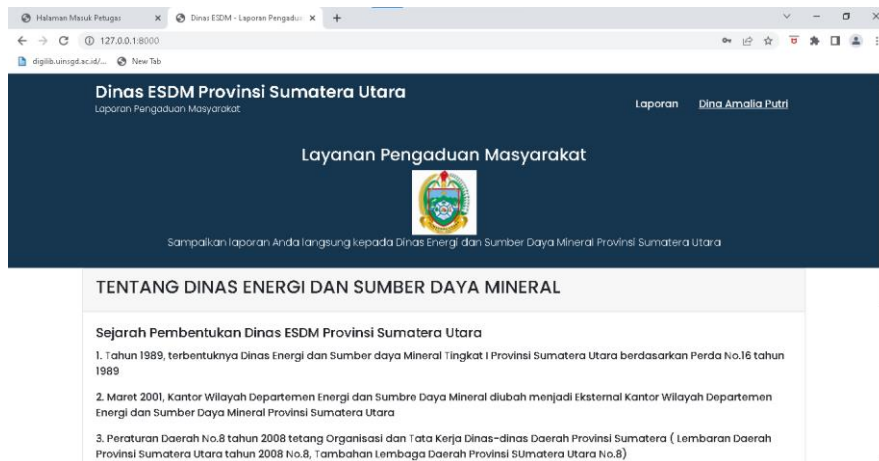 Halaman Masuk Petugas
Dinas ESDM - Laporan Pengadu
127.0.0.1:8000
digilib.uinsgd.ac.id/...
New Tab
Dinas ESDM Provinsi Sumatera Utara
Laporan Pengaduan Masyarakat
Laporan
Dina Amalia Putri
Layanan Pengaduan Masyarakat
Sampaikan laporan Anda langsung kepada Dinas Energi dan Sumber Daya Mineral Provinsi Sumatera Utara
TENTANG DINAS ENERGI DAN SUMBER DAYA MINERAL
Sejarah Pembentukan Dinas ESDM Provinsi Sumatera Utara
1. Tahun 1989, terbentuknya Dinas Energi dan Sumber daya Mineral Tingkat I Provinsi Sumatera Utara berdasarkan Perda No.16 tahun
1989
2. Maret 2001, Kantor Wilayah Departemen Energi dan Sumbre Daya Mineral diubah menjadi Eksternal Kantor Wilayah Departemen
Energi dan Sumber Daya Mineral Provinsi Sumatera Utara
3. Peraturan Daerah No.8 tahun 2008 tetang Organisasi dan Tata Kerja Dinas-dinas Daerah Provinsi Sumatera ( Lembaran Daerah
Provinsi Sumatera Utara tahun 2008 No.8, Tambahan Lembaga Daerah Provinsi SUmatera Utara No.8)